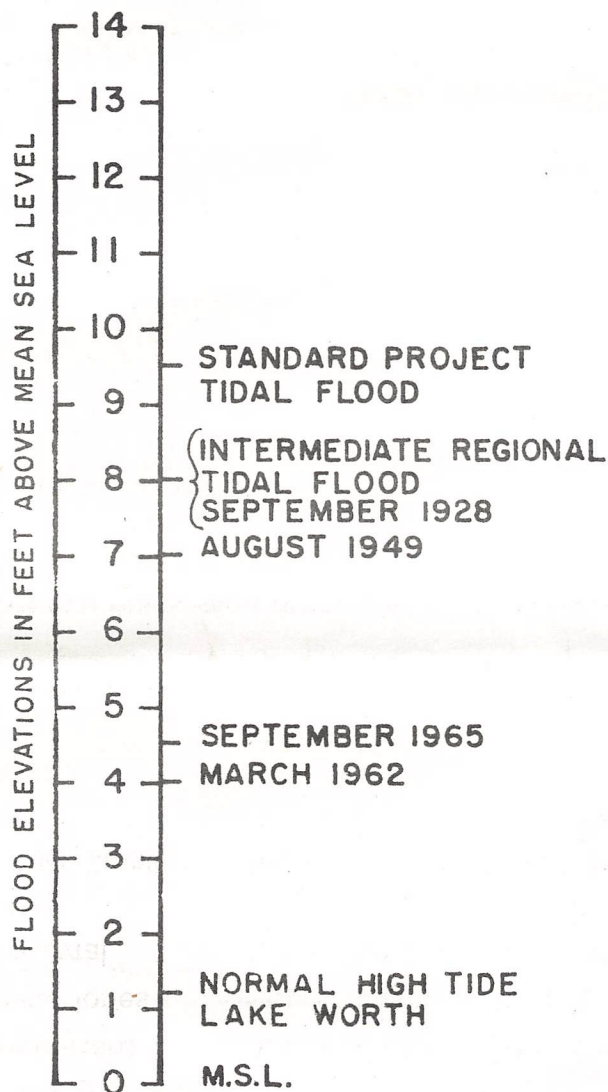 FLOOD ELEVATIONS IN FEET ABOVE MEAN SEA LEVEL
14
13
12
11
10
STANDARD PROJECT
TIDAL FLOOD
9
INTERMEDIATE REGIONAL
8
TIDAL FLOOD
SEPTEMBER 1928
7
AUGUST 1949
6
5
SEPTEMBER 1965
4
MARCH 1962
3
2
NORMAL HIGH TIDE
1
LAKE WORTH
0
M.S.L.